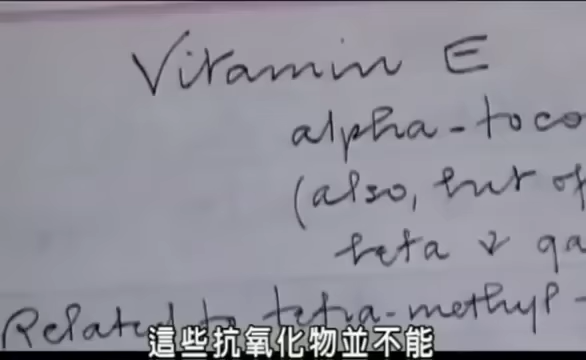 Vitamin E
alpha-toco
(also, but of
beta & ga
Related to tetra-methyl-
這些抗氧化物並不能